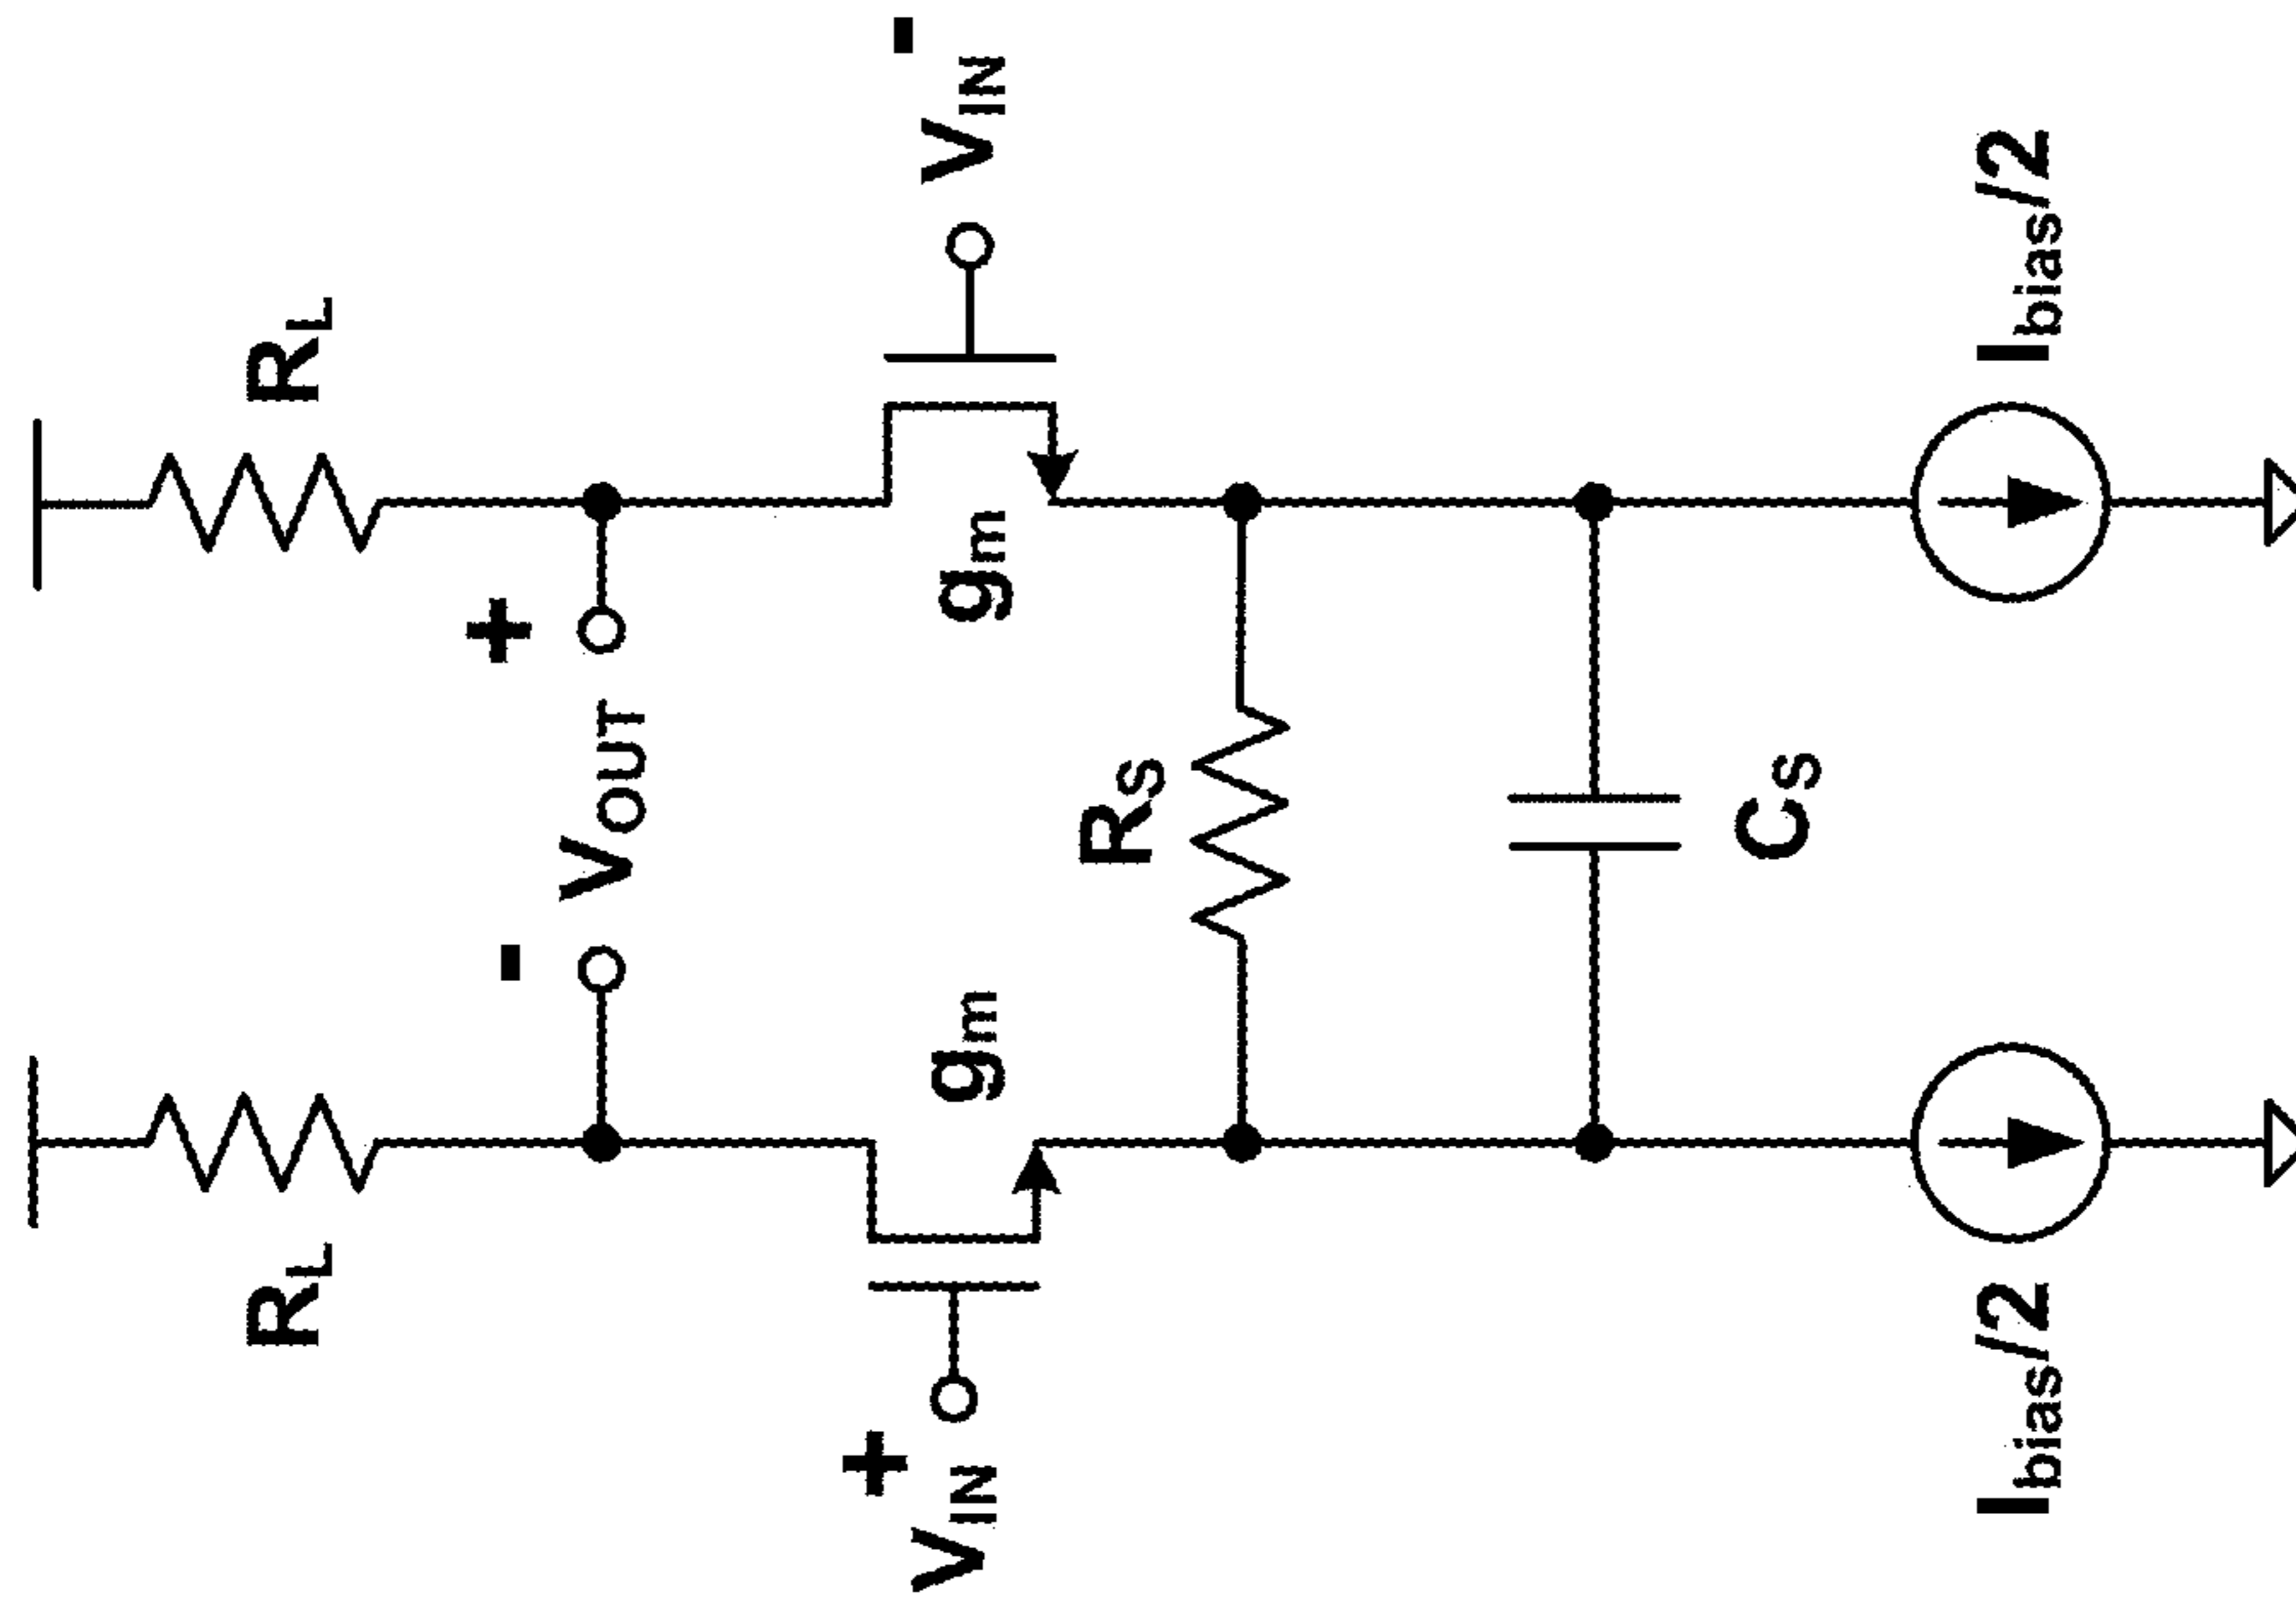 R_L R_L
- V_OUT +
V_IN+ g_m g_m V_IN-
R_S
C_S
I_bias/2 I_bias/2